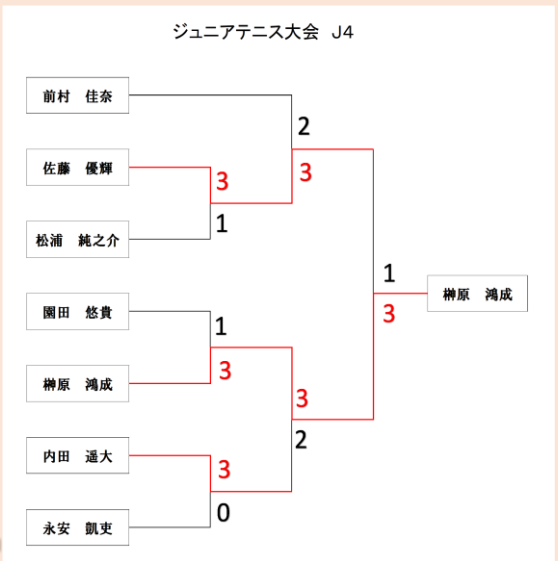 ジュニアテニス大会 J4
前村 佳奈
2
佐藤 優輝
3
3
1
松浦 純之介
1
榊原 鴻成
3
園田 悠貴
1
榊原 鴻成
3
3
2
内田 遥大
3
0
永安 凱吏